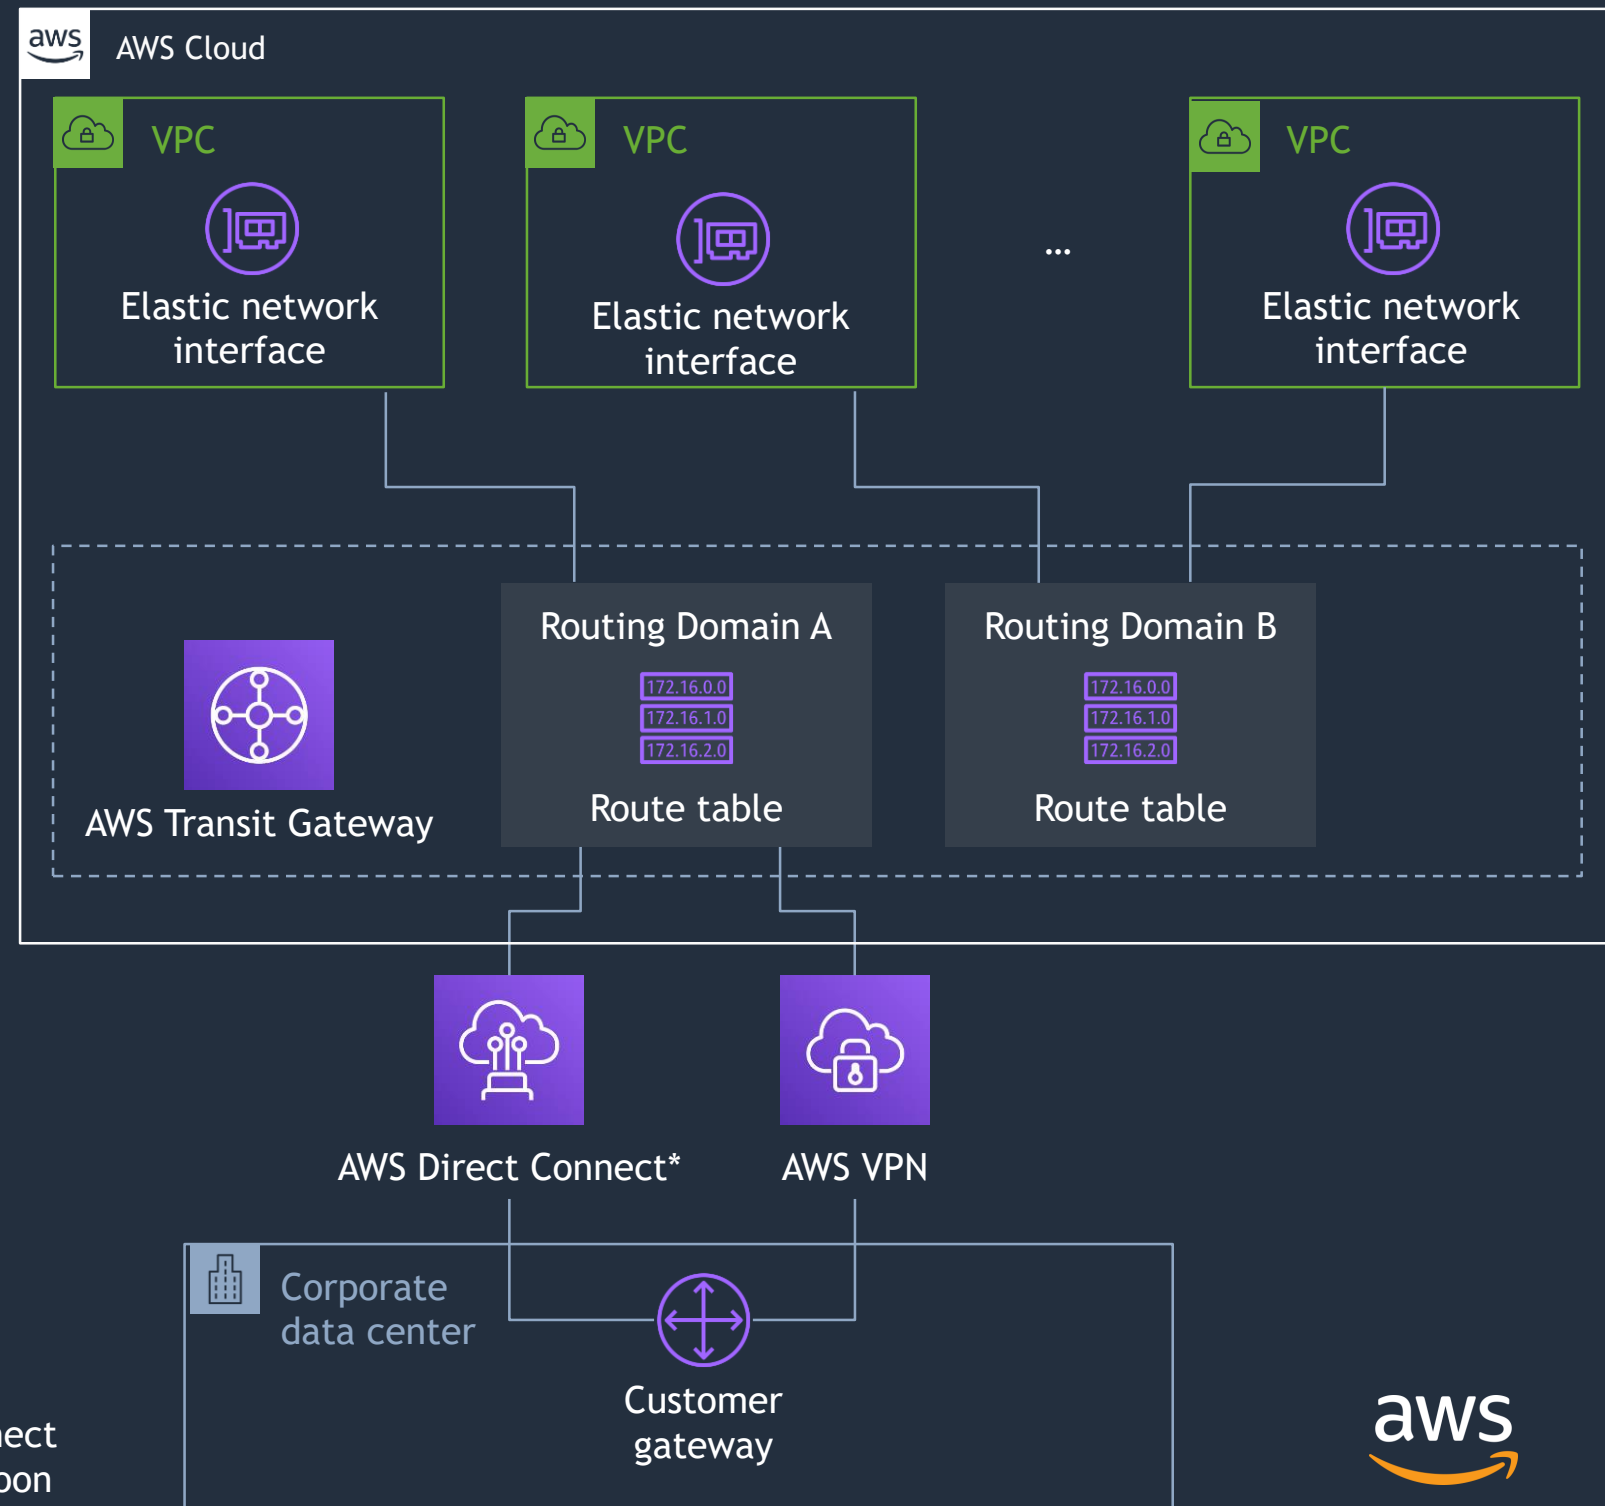 aws
AWS Cloud
VPC
VPC
VPC
Elastic network
interface
Elastic network
interface
...
Elastic network
interface
Routing Domain A
172.16.0.0
172.16.1.0
172.16.2.0
Route table
Routing Domain B
172.16.0.0
172.16.1.0
172.16.2.0
Route table
AWS Transit Gateway
AWS Direct Connect*
AWS VPN
Corporate
data center
Customer
gateway
aws